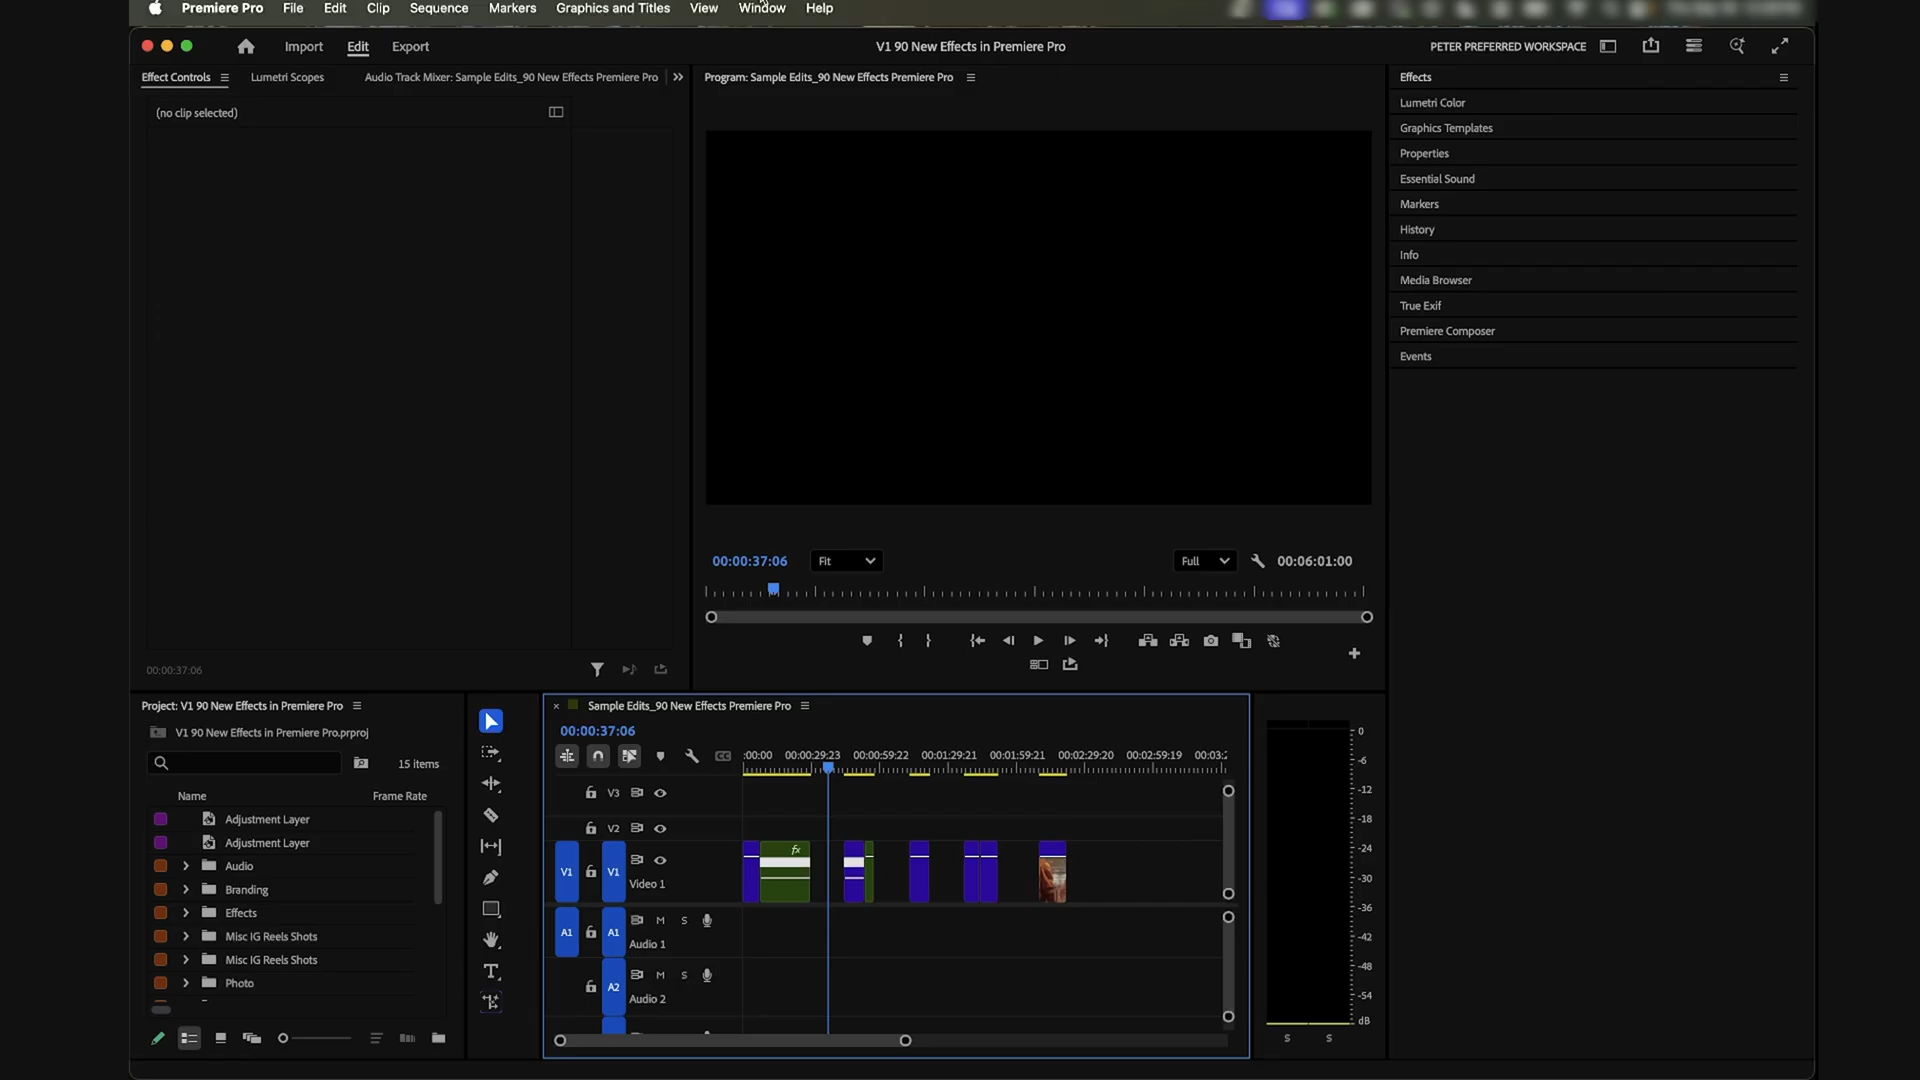 Premiere Pro File Edit Clip Sequence Markers Graphics and Titles View Window Help
Import Edit Export V1 90 New Effects in Premiere Pro PETER PREFERRED WORKSPACE
Effect Controls Lumetri Scopes Audio Track Mixer: Sample Edits_90 New Effects Premiere Pro
Program: Sample Edits_90 New Effects Premiere Pro
(no clip selected)
Effects
Lumetri Color
Graphics Templates
Properties
Essential Sound
Markers
History
Info
Media Browser
True Exif
Premiere Composer
Events
00:00:37:06 Fit Full 00:06:01:00
00:00:37:06
Project: V1 90 New Effects in Premiere Pro
V1 90 New Effects in Premiere Pro.prproj
15 items
Name Frame Rate
Adjustment Layer
Adjustment Layer
Audio
Branding
Effects
Misc IG Reels Shots
Misc IG Reels Shots
Photo
T
× Sample Edits_90 New Effects Premiere Pro
00:00:37:06
CC
:00:00 00:00:29:23 00:00:59:22 00:01:29:21 00:01:59:21 00:02:29:20 00:02:59:19 00:03:2
V3
V2
fx
V1 V1 Video 1
A1 A1 M S Audio 1
A2 M S Audio 2
0
-6
-12
-18
-24
-30
-36
-42
-48
-54
dB
S S